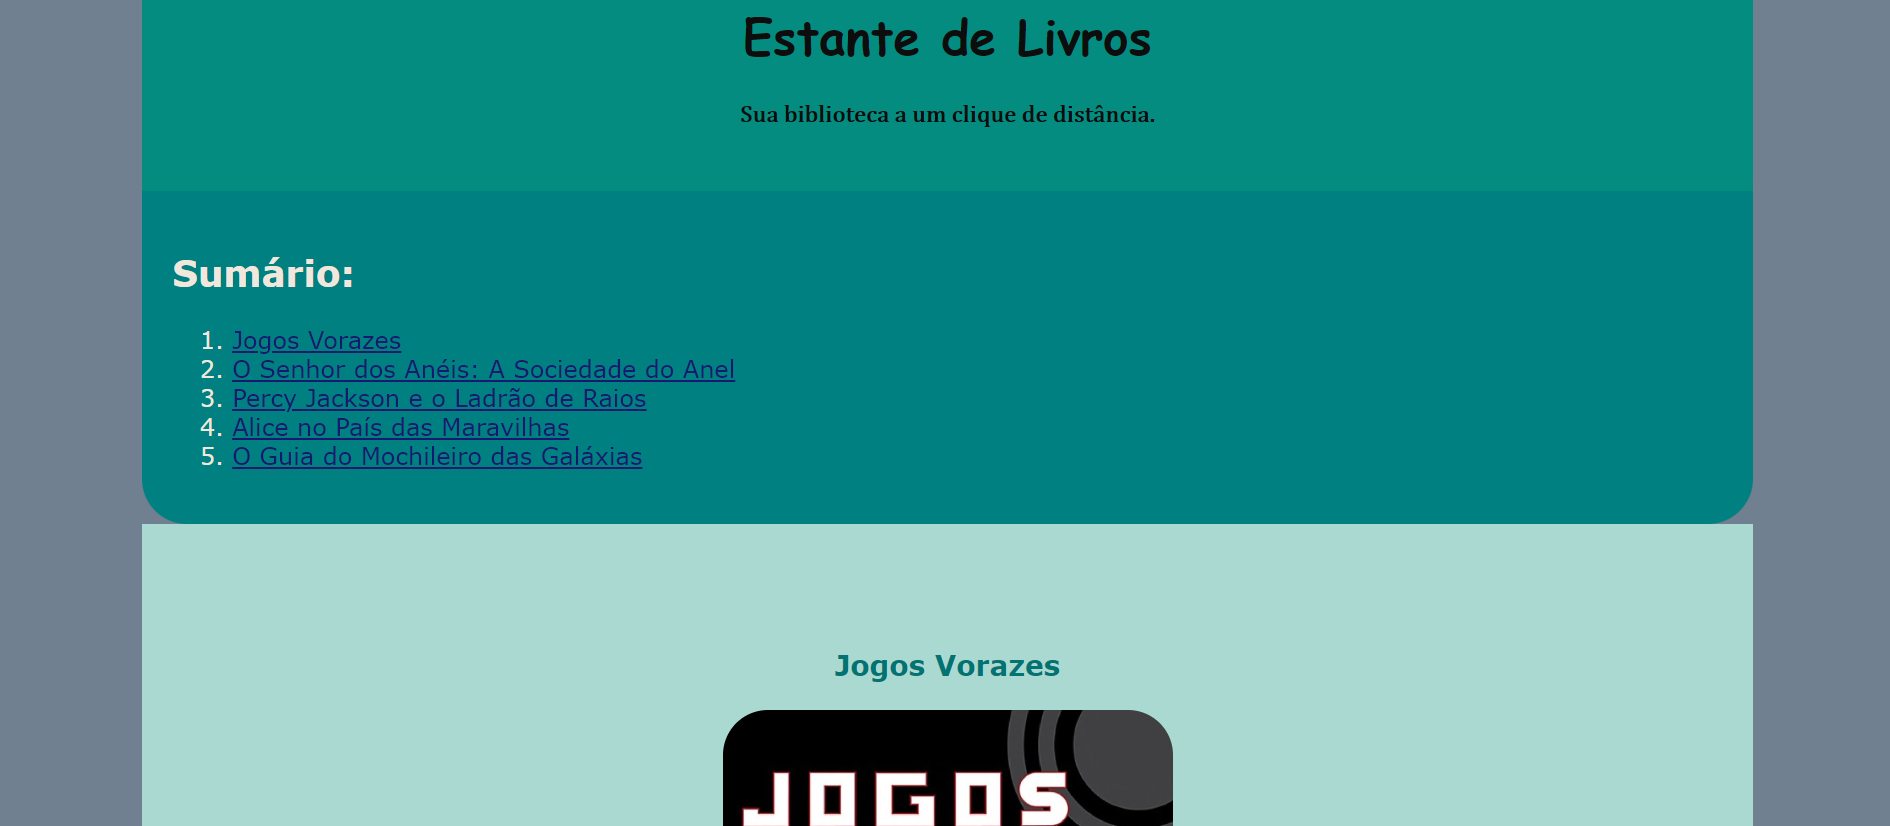 Estante de Livros
Sua biblioteca a um clique de distância.
Sumário:
1. Jogos Vorazes
2. O Senhor dos Anéis: A Sociedade do Anel
3. Percy Jackson e o Ladrão de Raios
4. Alice no País das Maravilhas
5. O Guia do Mochileiro das Galáxias
Jogos Vorazes
JOGOS